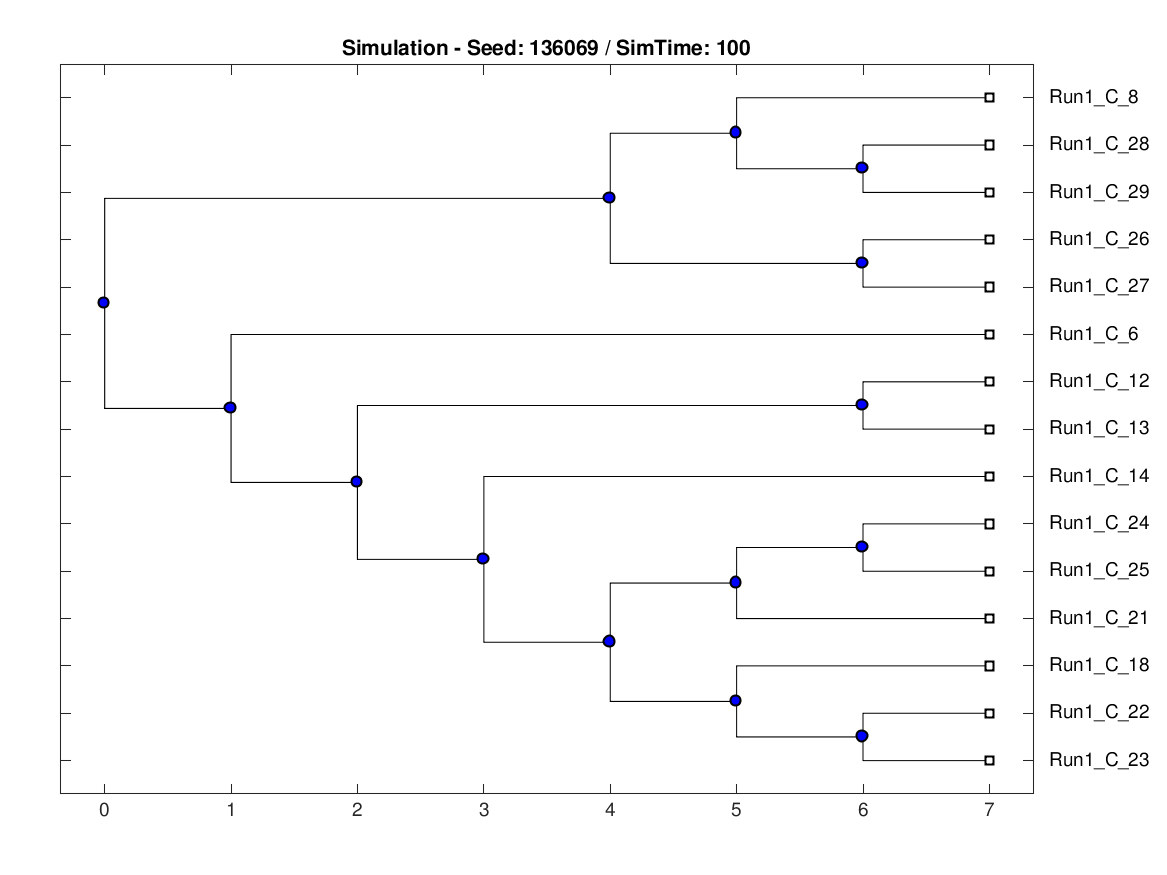 Simulation - Seed: 136069 / SimTime: 100
Run1_C_8
Run1_C_28
Run1_C_29
Run1_C_26
Run1_C_27
Run1_C_6
Run1_C_12
Run1_C_13
Run1_C_14
Run1_C_24
Run1_C_25
Run1_C_21
Run1_C_18
Run1_C_22
Run1_C_23
0 1 2 3 4 5 6 7